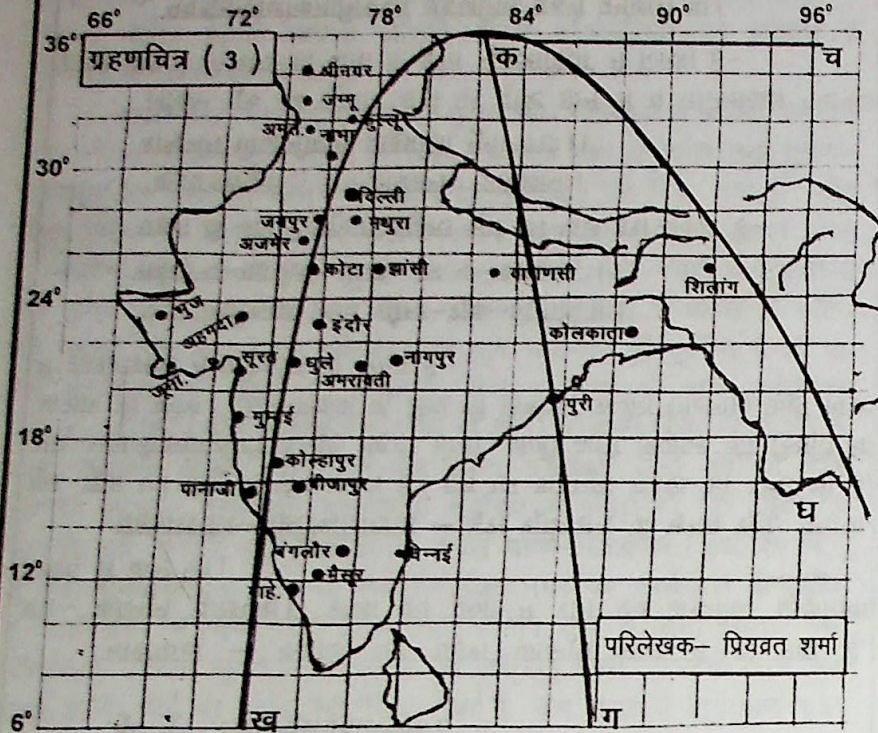 66° 72° 78° 84° 90° 96°
36°
ग्रहणचित्र ( 3 )
क
च
श्रीनगर
जम्मू
अमृत.
नाभा
कुल्लू
30°
दिल्ली
जयपुर
मथुरा
अजमेर
कोटा
झांसी
वाराणसी
शिलांग
24°
भुज
अहमदा.
इंदौर
कोलकाता
सूरत
धुले
नागपुर
जूना.
अमरावती
पुरी
मुम्बई
18°
कोल्हापुर
पानाजी
बीजापुर
घ
बंगलौर
चेन्नई
12°
मैसूर
माहे.
परिलेखक– प्रियव्रत शर्मा
6°
ख
ग